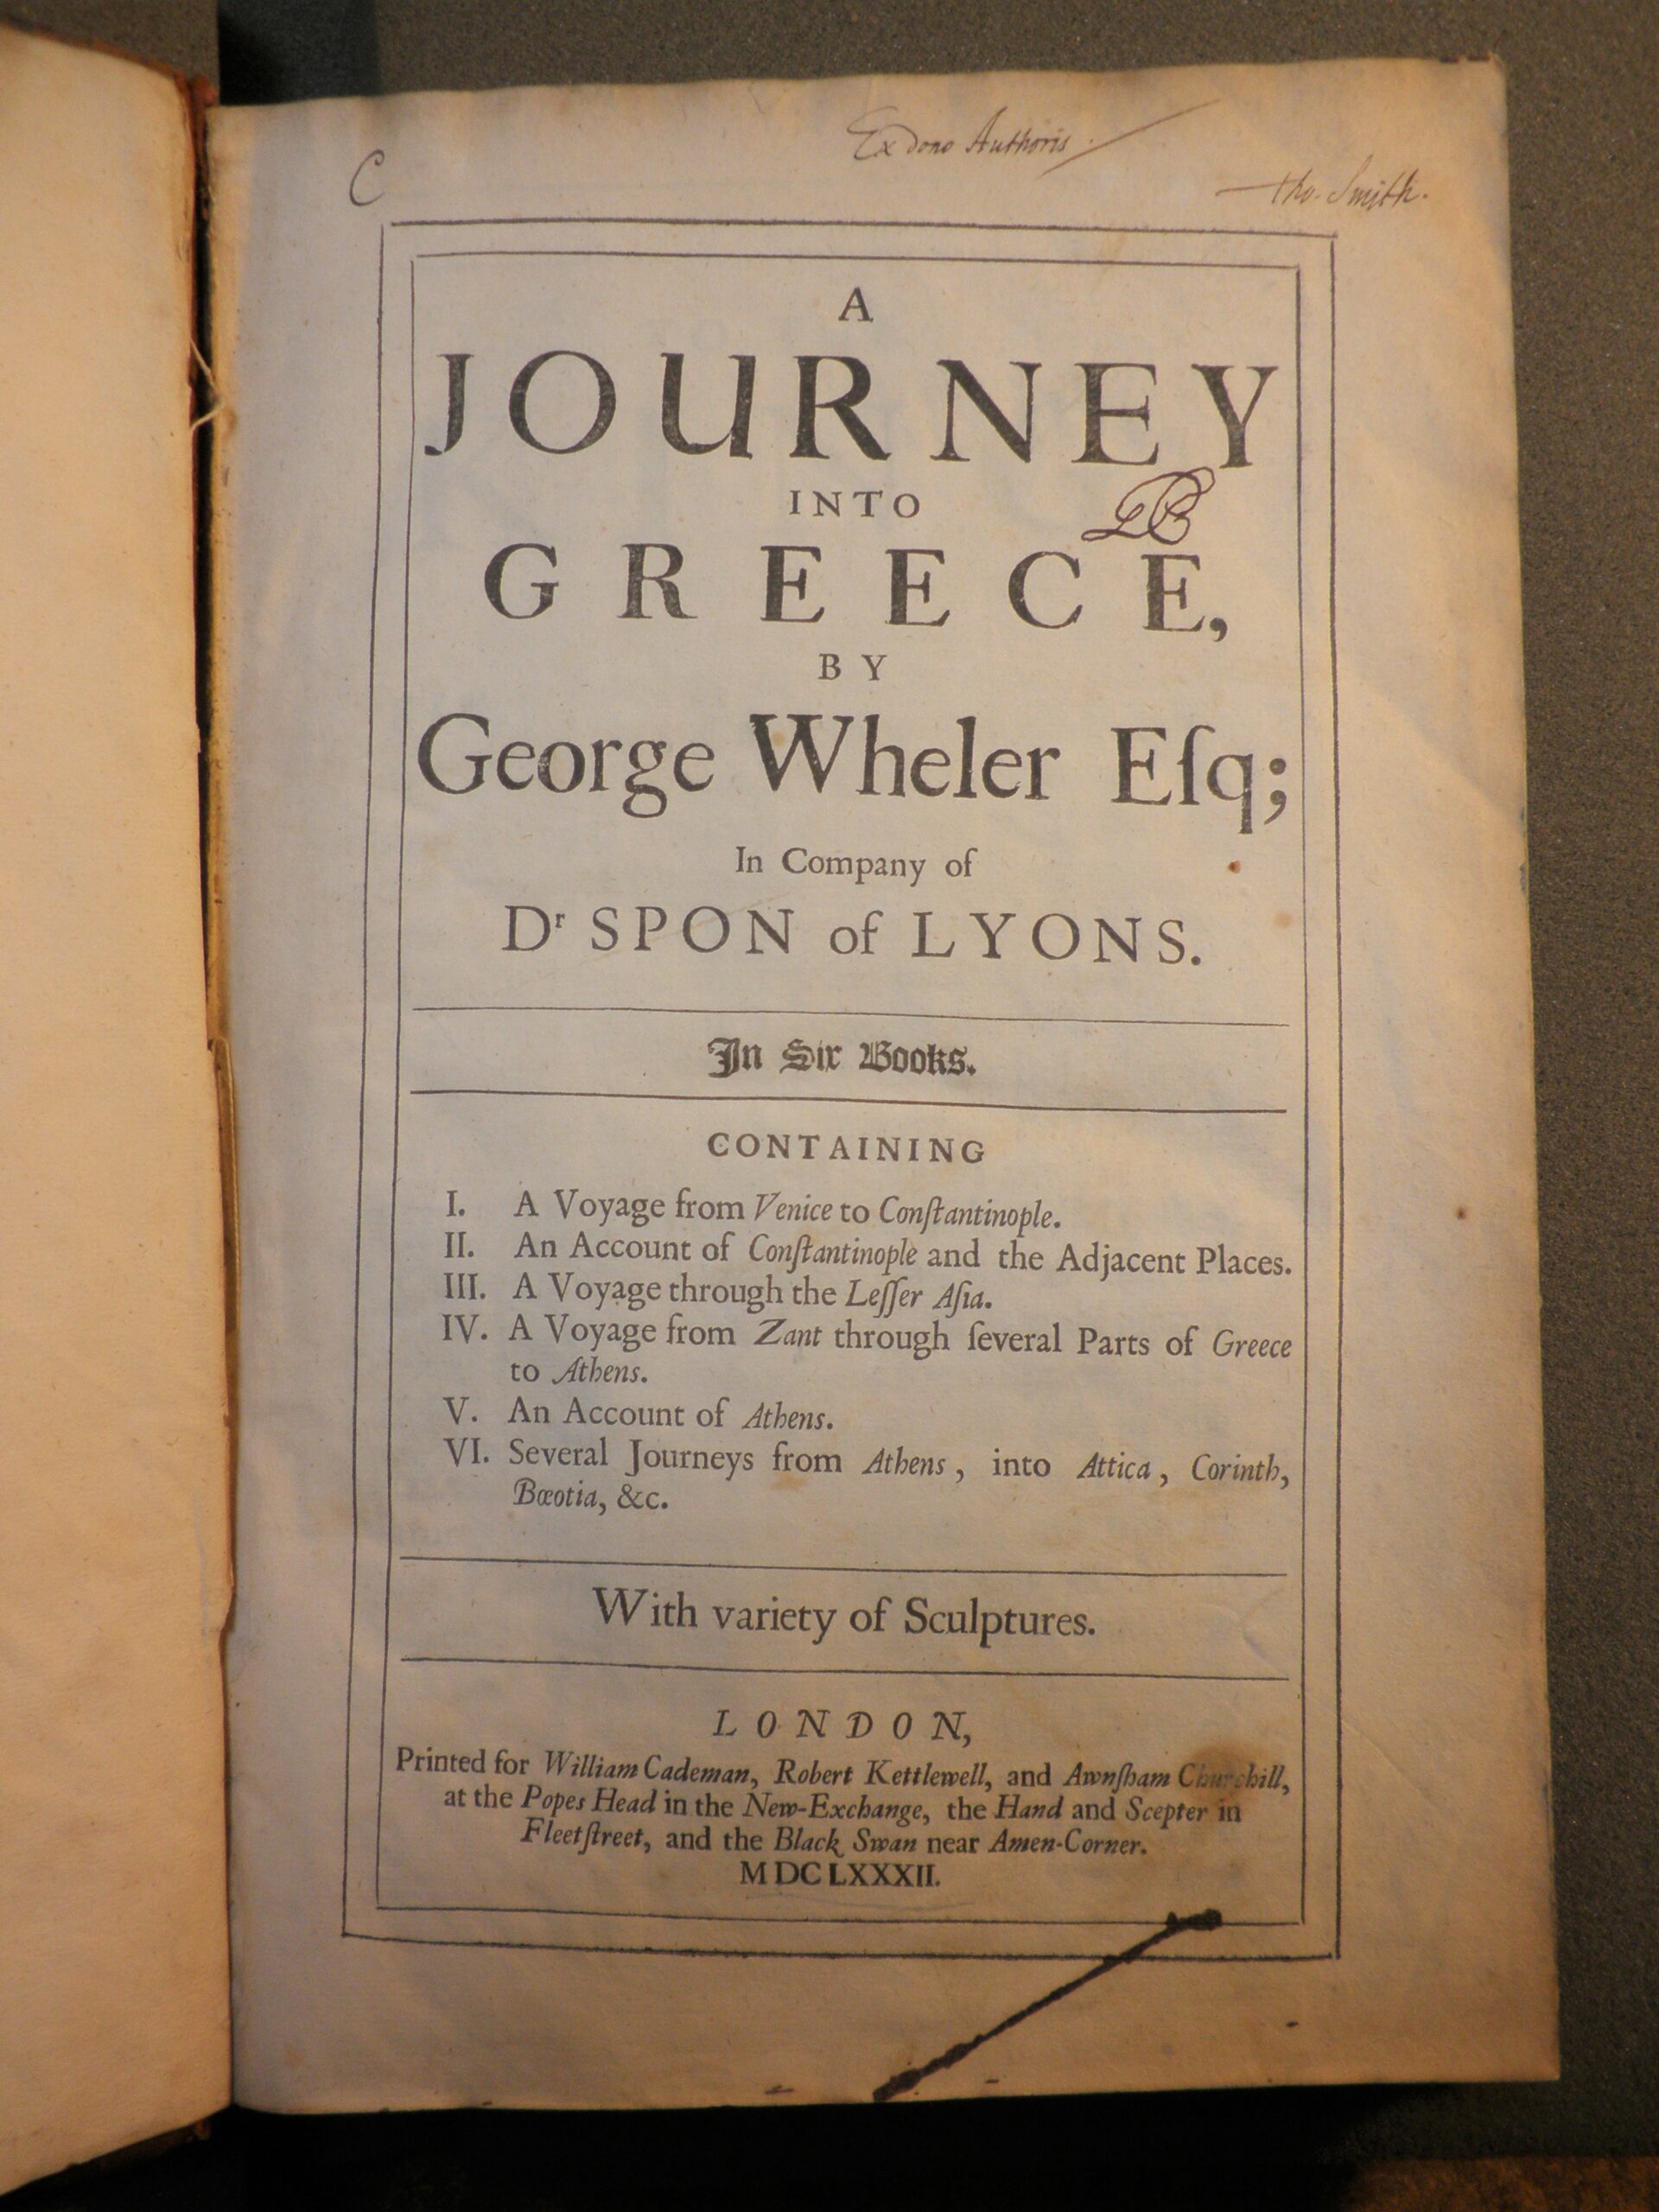 C
Ex dono Authoris.
Tho. Smith.
A
JOURNEY
INTO
GREECE,
BY
George Wheler Eſq;
In Company of
Dr SPON of LYONS.
In Six Books.
CONTAINING
I. A Voyage from Venice to Conſtantinople.
II. An Account of Conſtantinople and the Adjacent Places.
III. A Voyage through the Leſſer Aſia.
IV. A Voyage from Zant through ſeveral Parts of Greece
to Athens.
V. An Account of Athens.
VI. Several Journeys from Athens, into Attica, Corinth,
Bœotia, &c.
With variety of Sculptures.
LONDON,
Printed for William Cademan, Robert Kettlewell, and Awnſham Churchill,
at the Popes Head in the New-Exchange, the Hand and Scepter in
Fleetſtreet, and the Black Swan near Amen-Corner.
MDCLXXXII.